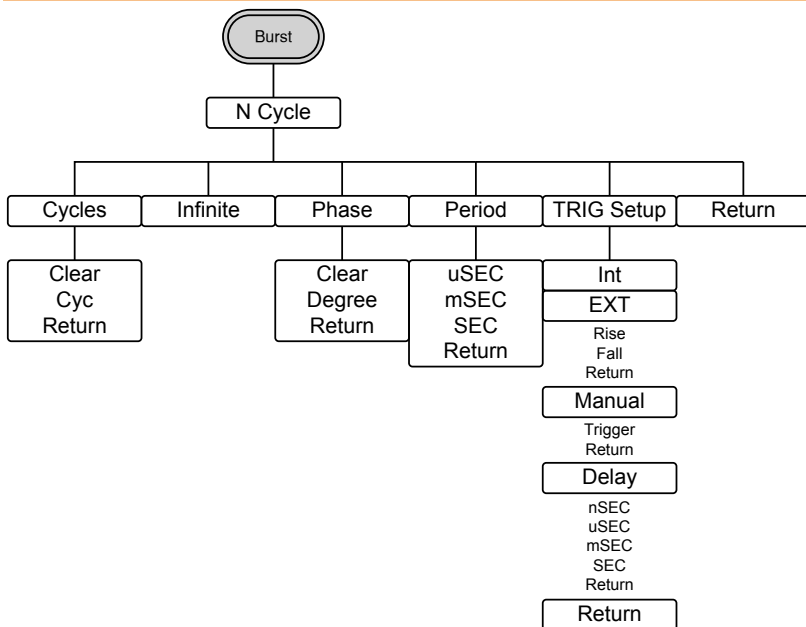 Burst
N Cycle
Cycles
Infinite
Phase
Period
TRIG Setup
Return
Clear
Cyc
Return
Clear
Degree
Return
uSEC
mSEC
SEC
Return
Int
EXT
Rise
Fall
Return
Manual
Trigger
Return
Delay
nSEC
uSEC
mSEC
SEC
Return
Return